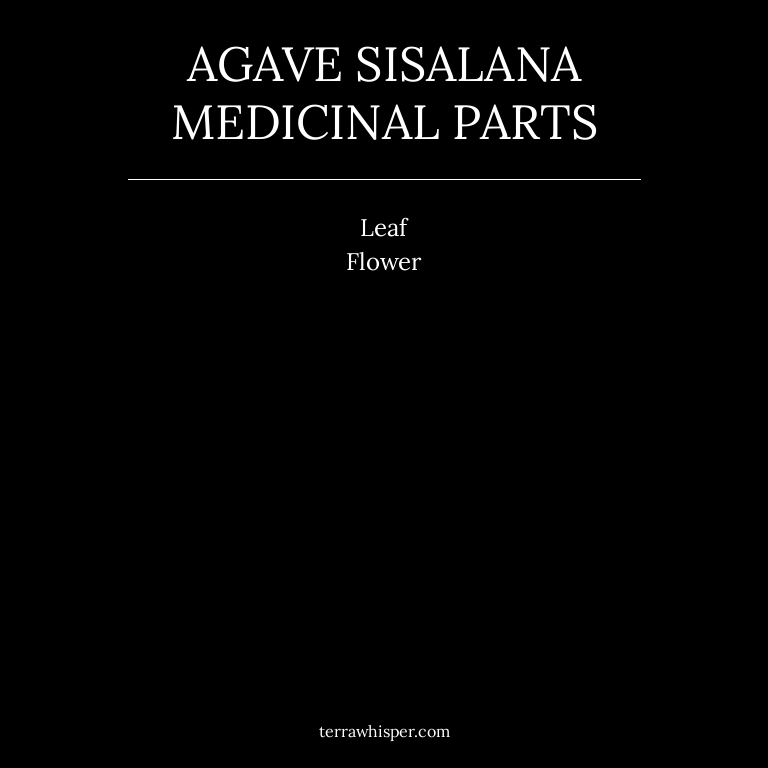 AGAVE SISALANA
MEDICINAL PARTS
Leaf
Flower
terrawhisper.com